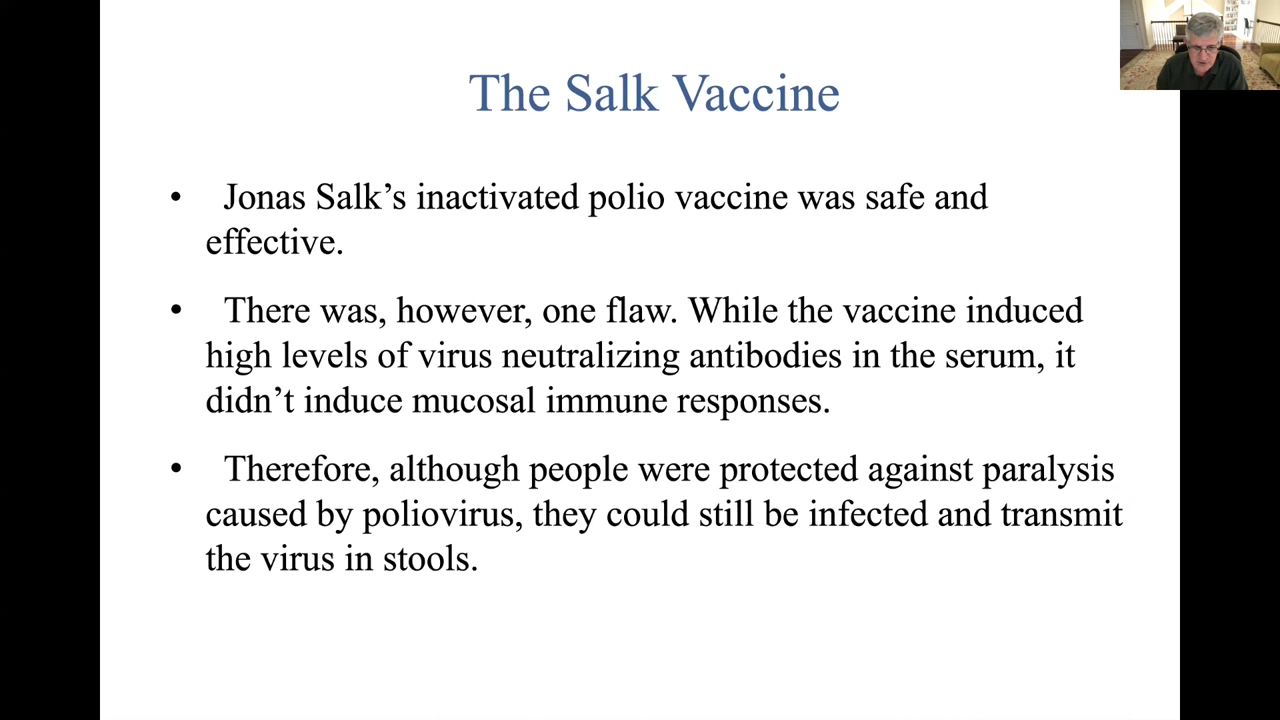 The Salk Vaccine
• Jonas Salk’s inactivated polio vaccine was safe and
effective.
• There was, however, one flaw. While the vaccine induced
high levels of virus neutralizing antibodies in the serum, it
didn’t induce mucosal immune responses.
• Therefore, although people were protected against paralysis
caused by poliovirus, they could still be infected and transmit
the virus in stools.